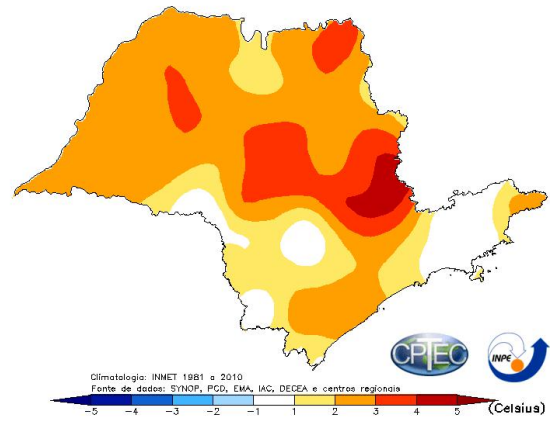 CPTEC
INPE
Climatologia: INMET 1981 a 2010
Fonte de dados: SYNOP, PCD, EMA, IAC, DECEA e centros regionais
-5 -4 -3 -2 -1 1 2 3 4 5 (Celsius)